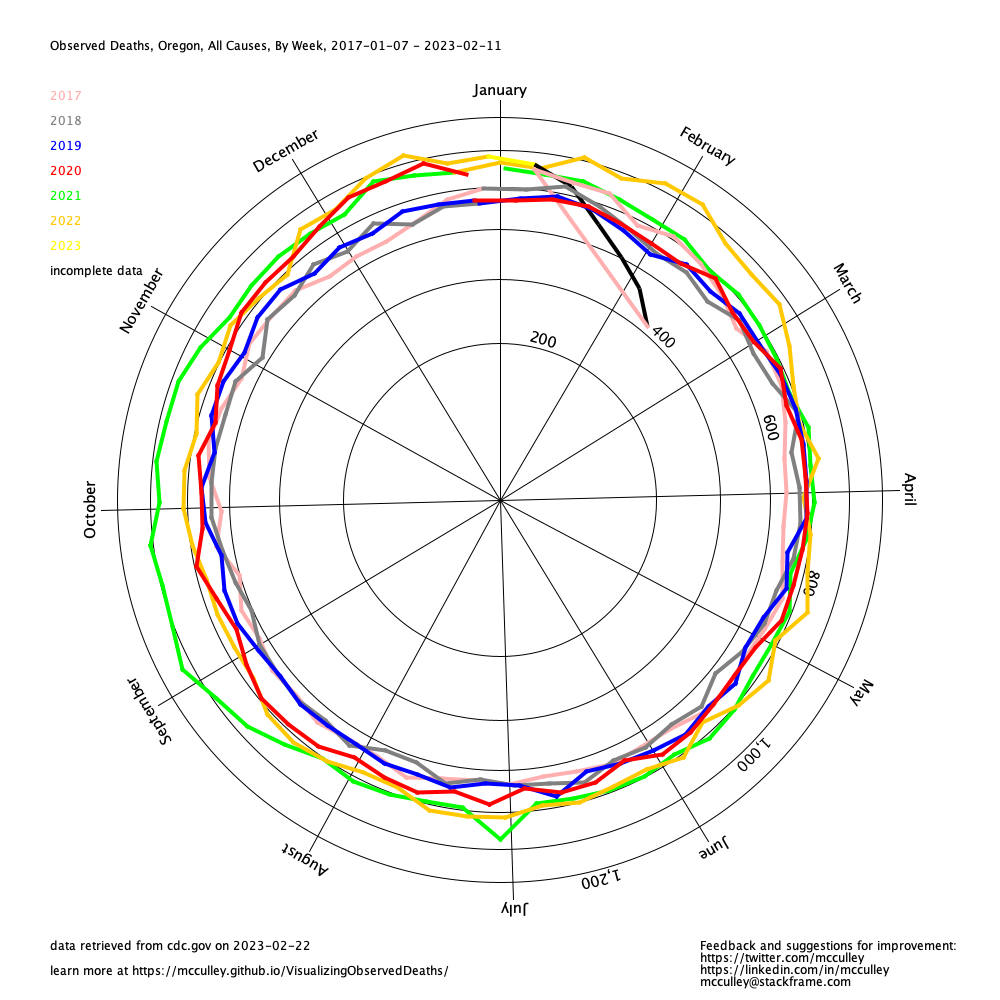 Observed Deaths, Oregon, All Causes, By Week, 2017-01-07 - 2023-02-11
2017
2018
2019
2020
2021
2022
2023
incomplete data
January
February
March
April
May
June
July
August
September
October
November
December
200
400
600
800
1,000
1,200
data retrieved from cdc.gov on 2023-02-22
learn more at https://mcculley.github.io/VisualizingObservedDeaths/
Feedback and suggestions for improvement:
https://twitter.com/mcculley
https://linkedin.com/in/mcculley
mcculley@stackframe.com